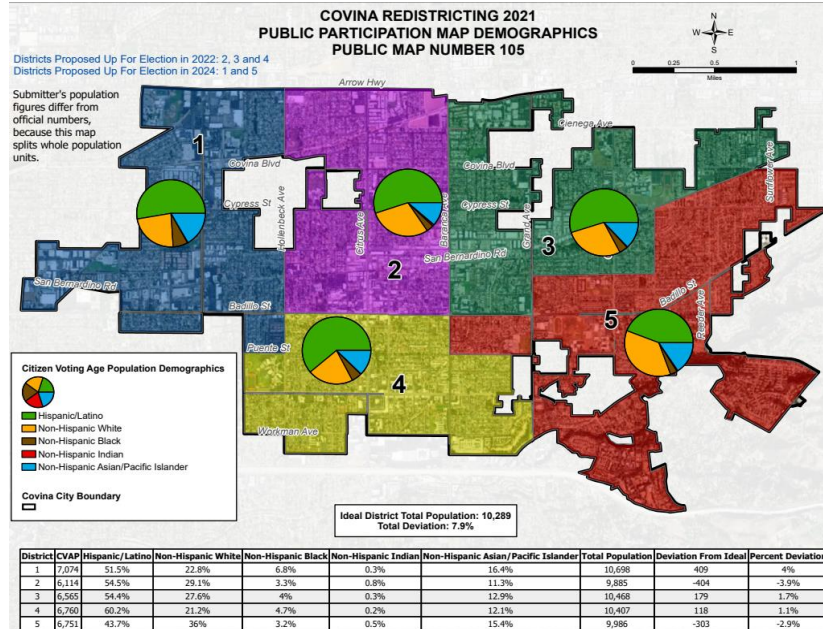 COVINA REDISTRICTING 2021
PUBLIC PARTICIPATION MAP DEMOGRAPHICS
PUBLIC MAP NUMBER 105
N
W E
S
0 0.25 0.5 1
Miles
Districts Proposed Up For Election in 2022: 2, 3 and 4
Districts Proposed Up For Election in 2024: 1 and 5
Submitter's population
figures differ from
official numbers,
because this map
splits whole population
units.
Arrow Hwy
Cienega Ave
1
Covina Blvd
Covina Blvd
Sunflower Ave
Cypress St
Cypress St
Hollenbeck Ave
Citrus Ave
Barranca Ave
Grand Ave
3
2
San Bernardino Rd
San Bernardino Rd
Badillo St
Badillo St
Reeder Ave
5
Puente St
4
Workman Ave
Citizen Voting Age Population Demographics
Hispanic/Latino
Non-Hispanic White
Non-Hispanic Black
Non-Hispanic Indian
Non-Hispanic Asian/Pacific Islander
Covina City Boundary
Ideal District Total Population: 10,289
Total Deviation: 7.9%
District CVAP Hispanic/Latino Non-Hispanic White Non-Hispanic Black Non-Hispanic Indian Non-Hispanic Asian/Pacific Islander Total Population Deviation From Ideal Percent Deviation
1 7,074 51.5% 22.8% 6.8% 0.3% 16.4% 10,698 409 4%
2 6,114 54.5% 29.1% 3.3% 0.8% 11.3% 9,885 -404 -3.9%
3 6,565 54.4% 27.6% 4% 0.3% 12.9% 10,468 179 1.7%
4 6,760 60.2% 21.2% 4.7% 0.2% 12.1% 10,407 118 1.1%
5 6,751 43.7% 36% 3.2% 0.5% 15.4% 9,986 -303 -2.9%